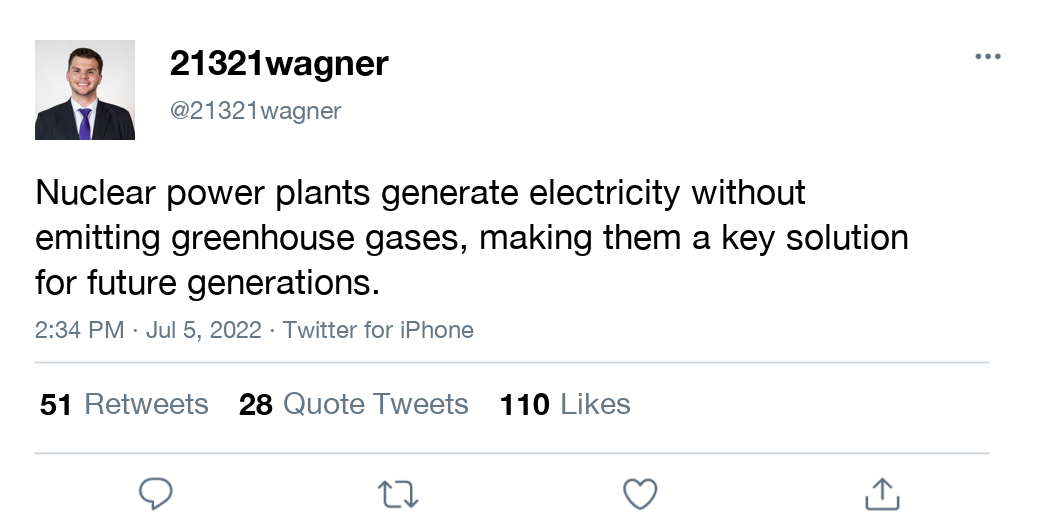 21321wagner
@21321wagner
Nuclear power plants generate electricity without
emitting greenhouse gases, making them a key solution
for future generations.
2:34 PM · Jul 5, 2022 · Twitter for iPhone
51 Retweets 28 Quote Tweets 110 Likes